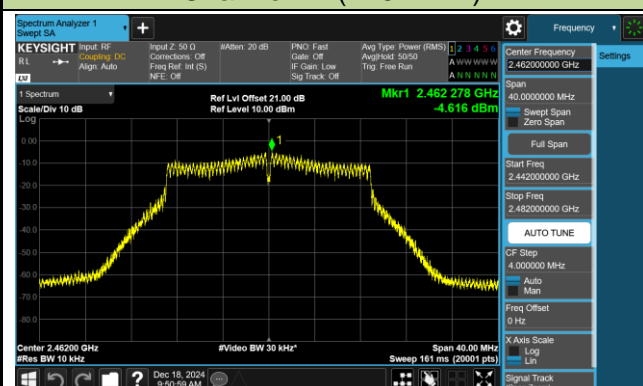 Spectrum Analyzer 1
Swept SA
Frequency
KEYSIGHT
Input: RF
Input Z: 50 Ω
#Atten: 20 dB
PNO: Fast
Avg Type: Power (RMS)
1 2 3 4 5 6
RL
Coupling: DC
Corrections: Off
Gate: Off
Avg|Hold: 50/50
A W W W W W
Align: Auto
Freq Ref: Int (S)
IF Gain: Low
Trig: Free Run
NFE: Off
Sig Track: Off
A N N N N N
LXI
1 Spectrum
Ref Lvl Offset 21.00 dB
Mkr1 2.462 278 GHz
Scale/Div 10 dB
Ref Level 10.00 dBm
-4.616 dBm
Log
1
0.00
-10.0
-20.0
-30.0
-40.0
-50.0
-60.0
-70.0
-80.0
Center 2.46200 GHz
#Video BW 30 kHz*
Span 40.00 MHz
#Res BW 10 kHz
Sweep 161 ms (20001 pts)
Dec 18, 2024
9:50:59 AM
Center Frequency
2.462000000 GHz
Settings
Span
40.0000000 MHz
Swept Span
Zero Span
Full Span
Start Freq
2.442000000 GHz
Stop Freq
2.482000000 GHz
AUTO TUNE
CF Step
4.000000 MHz
Auto
Man
Freq Offset
0 Hz
X Axis Scale
Log
Lin
Signal Track